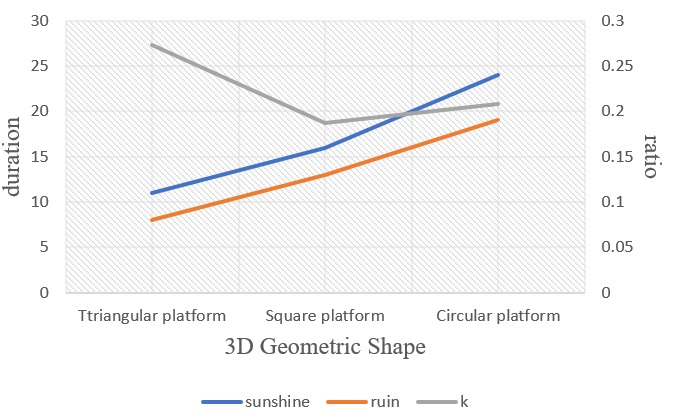 30
25
20
15
10
5
0
duration
0.3
0.25
0.2
0.15
0.1
0.05
0
ratio
Ttriangular platform Square platform Circular platform
3D Geometric Shape
sunshine ruin k